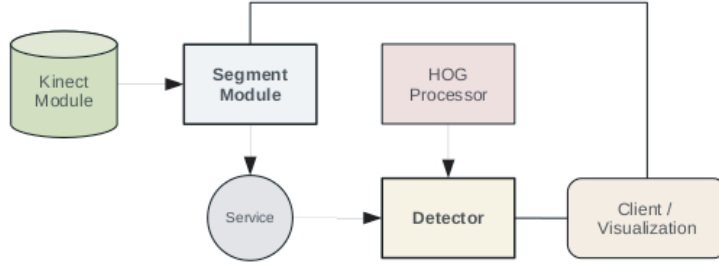 Kinect
Module
Segment
Module
HOG
Processor
Service
Detector
Client /
Visualization